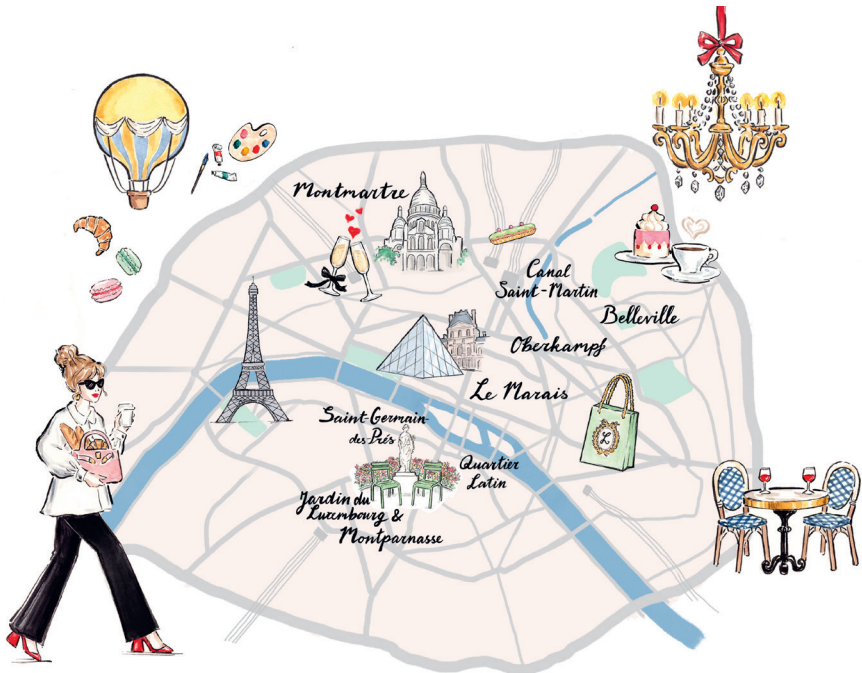 Montmartre
Canal
Saint-Martin
Belleville
Oberkampf
Le Marais
L
Saint-Germain-
des-Prés
Quartier
Latin
Jardin du
Luxembourg &
Montparnasse